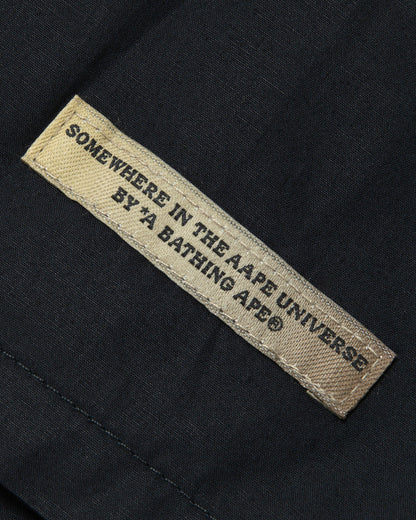 SOMEWHERE IN THE AAPE UNIVERSE
BY *A BATHING APE®